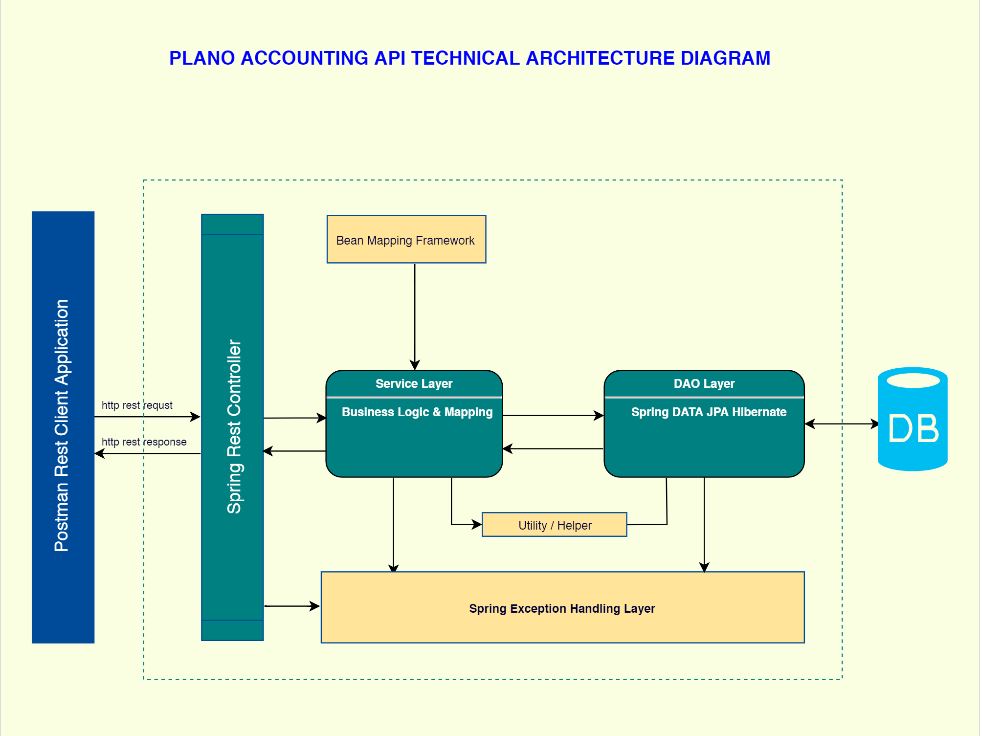 PLANO ACCOUNTING API TECHNICAL ARCHITECTURE DIAGRAM
Postman Rest Client Application
http rest requst
http rest response
Spring Rest Controller
Bean Mapping Framework
Service Layer
Business Logic & Mapping
DAO Layer
Spring DATA JPA Hibernate
DB
Utility / Helper
Spring Exception Handling Layer